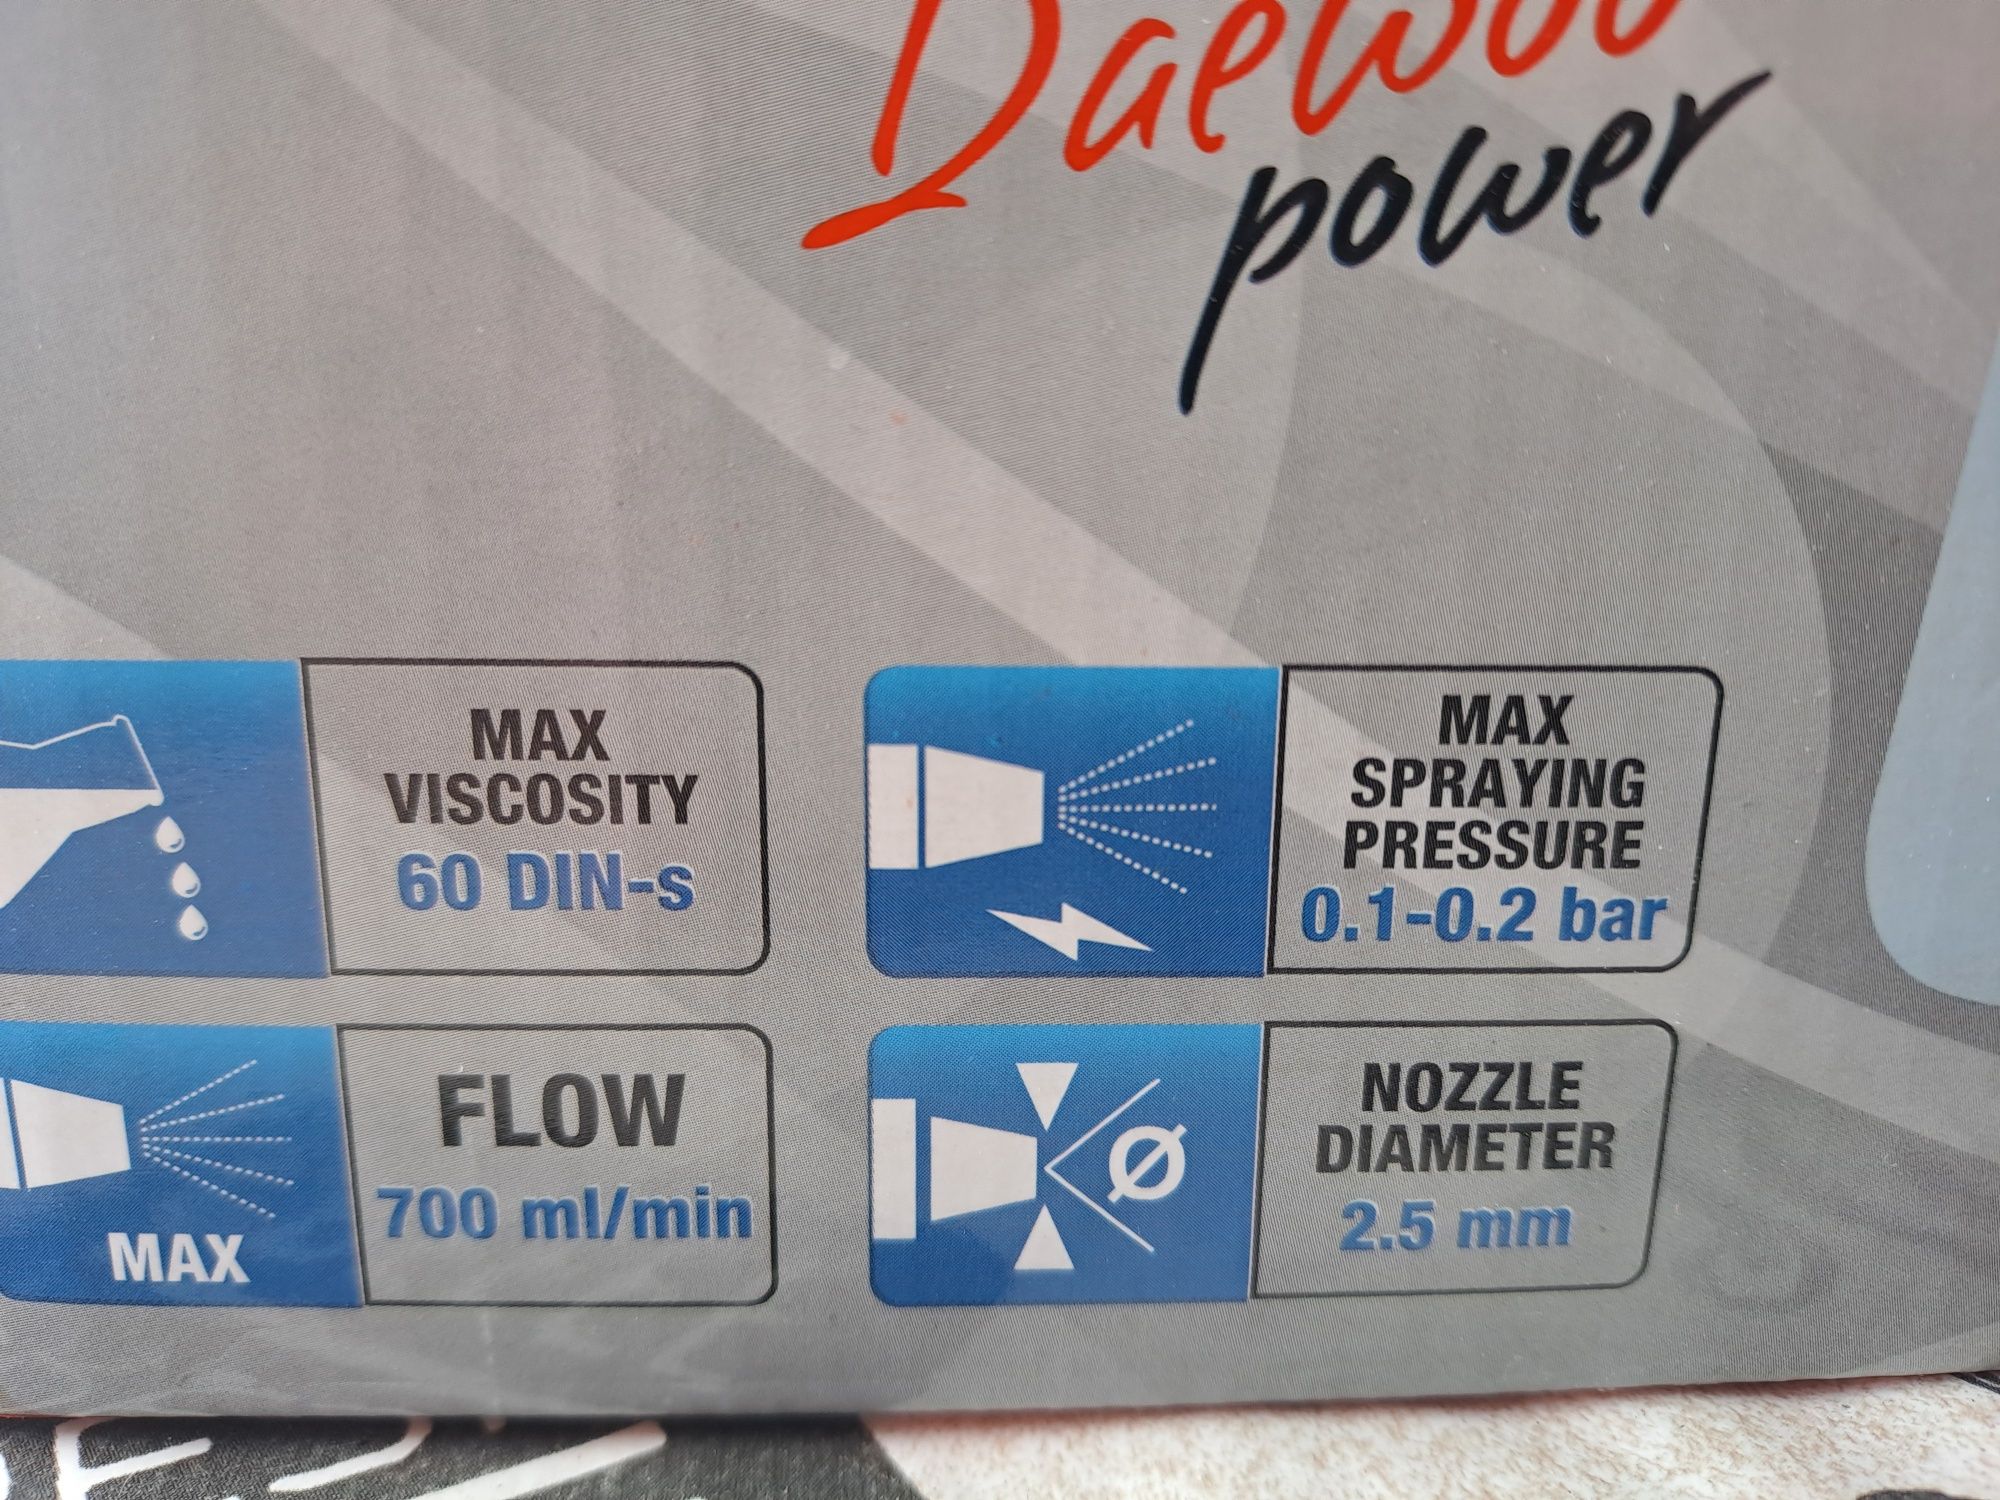 Daewoo
power
MAX
VISCOSITY
60 DIN-s
MAX
SPRAYING
PRESSURE
0.1-0.2 bar
MAX
FLOW
700 ml/min
Ø
NOZZLE
DIAMETER
2.5 mm